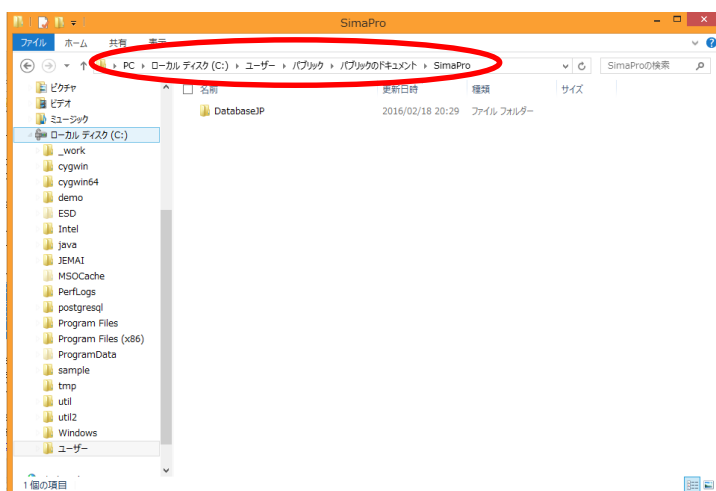 SimaPro
ファイル ホーム 共有 表示
PC ローカル ディスク (C:) ユーザー パブリック パブリックのドキュメント SimaPro
SimaProの検索
名前 更新日時 種類 サイズ
DatabaseJP 2016/02/18 20:29 ファイル フォルダー
ピクチャ
ビデオ
ミュージック
ローカル ディスク (C:)
_work
cygwin
cygwin64
demo
ESD
Intel
java
JEMAI
MSOCache
PerfLogs
postgresql
Program Files
Program Files (x86)
ProgramData
sample
tmp
util
util2
Windows
ユーザー
1 個の項目